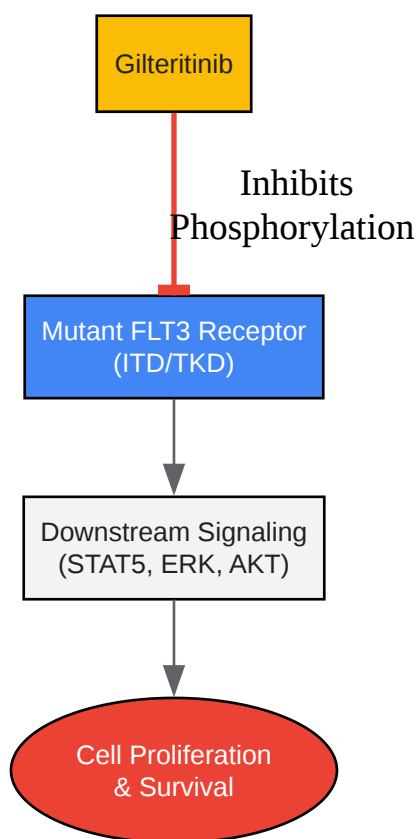 Gilteritinib
Inhibits
Phosphorylation
Mutant FLT3 Receptor
(ITD/TKD)
Downstream Signaling
(STAT5, ERK, AKT)
Cell Proliferation
& Survival